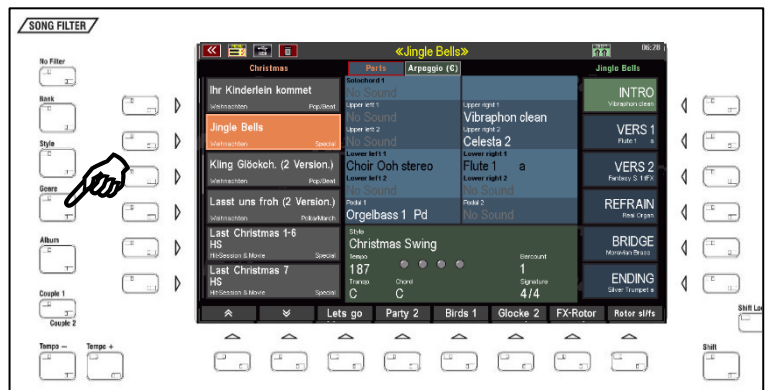 SONG FILTER
No Filter
Bank
Style
Genre
Album
Couple 1
Couple 2
Tempo – Tempo +
«Jingle Bells»
06:28
Christmas
Parts
Arpeggio (C)
Jingle Bells
Ihr Kinderlein kommet
Weihnachten Pop/Beat
Jingle Bells
Weihnachten Special
Kling Glöckch. (2 Version.)
Weihnachten Pop/Beat
Lasst uns froh (2 Version.)
Weihnachten Polka/March
Last Christmas 1-6
HS
Hit-Session & Movie Special
Last Christmas 7
HS
Hit-Session & Movie Special
Solochord 1
No Sound
Upper left 1
No Sound
Upper right 1
Vibraphon clean
Upper left 2
No Sound
Upper right 2
Celesta 2
Lower left 1
Choir Ooh stereo
Lower right 1
Flute 1 a
Lower left 2
No Sound
Lower right 2
No Sound
Pedal 1
Orgelbass 1 Pd
Pedal 2
No Sound
Style
Christmas Swing
Tempo
187
Barcount
1
Transp. Chord
C C
Signature
4/4
INTRO
Vibraphon clean
VERS 1
Flute 1 a
VERS 2
Fantasy S. 1 fFX
REFRAIN
Real Organ
BRIDGE
Moravian Brass
ENDING
Silver Trumpet a
Lets go
Party 2
Birds 1
Glocke 2
FX-Rotor
Rotor sl/fs
Shift